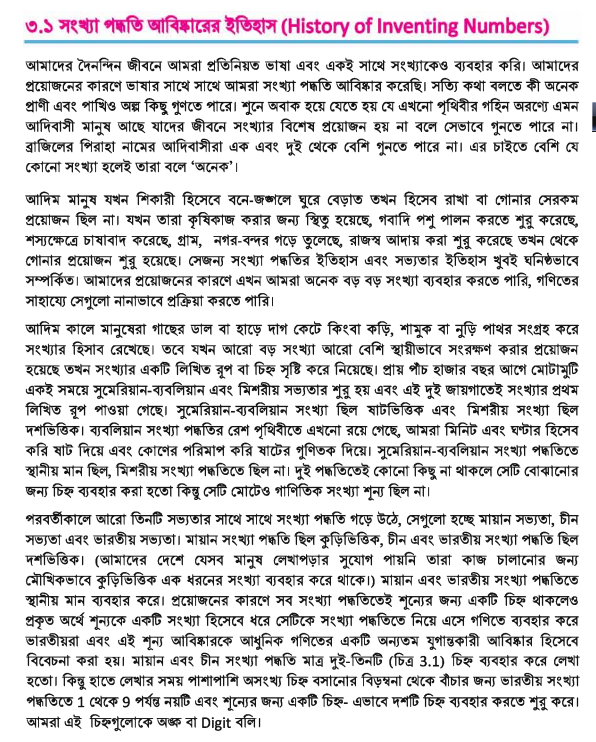 ৩.১ সংখ্যা পদ্ধতি আবিষ্কারের ইতিহাস (History of Inventing Numbers)
আমাদের দৈনন্দিন জীবনে আমরা প্রতিনিয়ত ভাষা এবং একই সাথে সংখ্যাকেও ব্যবহার করি। আমাদের
প্রয়োজনের কারণে ভাষার সাথে সাথে আমরা সংখ্যা পদ্ধতি আবিষ্কার করেছি। সত্যি কথা বলতে কী অনেক
প্রাণী এবং পাখিও অল্প কিছু গুণতে পারে। শুনে অবাক হয়ে যেতে হয় যে এখনো পৃথিবীর গহিন অরণ্যে এমন
আদিবাসী মানুষ আছে যাদের জীবনে সংখ্যার বিশেষ প্রয়োজন হয় না বলে সেভাবে গুনতে পারে না।
ব্রাজিলের পিরাহা নামের আদিবাসীরা এক এবং দুই থেকে বেশি গুনতে পারে না। এর চাইতে বেশি যে
কোনো সংখ্যা হলেই তারা বলে ‘অনেক’।
আদিম মানুষ যখন শিকারী হিসেবে বনে-জঙ্গলে ঘুরে বেড়াত তখন হিসেব রাখা বা গোনার সেরকম
প্রয়োজন ছিল না। যখন তারা কৃষিকাজ করার জন্য স্থিতু হয়েছে, গবাদি পশু পালন করতে শুরু করেছে,
শস্যক্ষেত্রে চাষাবাদ করেছে, গ্রাম, নগর-বন্দর গড়ে তুলেছে, রাজস্ব আদায় করা শুরু করেছে তখন থেকে
গোনার প্রয়োজন শুরু হয়েছে। সেজন্য সংখ্যা পদ্ধতির ইতিহাস এবং সভ্যতার ইতিহাস খুবই ঘনিষ্ঠভাবে
সম্পর্কিত। আমাদের প্রয়োজনের কারণে এখন আমরা অনেক বড় বড় সংখ্যা ব্যবহার করতে পারি, গণিতের
সাহায্যে সেগুলো নানাভাবে প্রক্রিয়া করতে পারি।
আদিম কালে মানুষেরা গাছের ডাল বা হাড়ে দাগ কেটে কিংবা কড়ি, শামুক বা নুড়ি পাথর সংগ্রহ করে
সংখ্যার হিসাব রেখেছে। তবে যখন আরো বড় সংখ্যা আরো বেশি স্থায়ীভাবে সংরক্ষণ করার প্রয়োজন
হয়েছে তখন সংখ্যার একটি লিখিত রূপ বা চিহ্ন সৃষ্টি করে নিয়েছে। প্রায় পাঁচ হাজার বছর আগে মোটামুটি
একই সময়ে সুমেরিয়ান-ব্যবলিয়ান এবং মিশরীয় সভ্যতার শুরু হয় এবং এই দুই জায়গাতেই সংখ্যার প্রথম
লিখিত রূপ পাওয়া গেছে। সুমেরিয়ান-ব্যবলিয়ান সংখ্যা ছিল ষাটভিত্তিক এবং মিশরীয় সংখ্যা ছিল
দশভিত্তিক। ব্যবলিয়ান সংখ্যা পদ্ধতির রেশ পৃথিবীতে এখনো রয়ে গেছে, আমরা মিনিট এবং ঘণ্টার হিসেব
করি ষাট দিয়ে এবং কোণের পরিমাপ করি ষাটের গুণিতক দিয়ে। সুমেরিয়ান-ব্যবলিয়ান সংখ্যা পদ্ধতিতে
স্থানীয় মান ছিল, মিশরীয় সংখ্যা পদ্ধতিতে ছিল না। দুই পদ্ধতিতেই কোনো কিছু না থাকলে সেটি বোঝানোর
জন্য চিহ্ন ব্যবহার করা হতো কিন্তু সেটি মোটেও গাণিতিক সংখ্যা শূন্য ছিল না।
পরবর্তীকালে আরো তিনটি সভ্যতার সাথে সাথে সংখ্যা পদ্ধতি গড়ে উঠে, সেগুলো হচ্ছে মায়ান সভ্যতা, চীন
সভ্যতা এবং ভারতীয় সভ্যতা। মায়ান সংখ্যা পদ্ধতি ছিল কুড়িভিত্তিক, চীন এবং ভারতীয় সংখ্যা পদ্ধতি ছিল
দশভিত্তিক। (আমাদের দেশে যেসব মানুষ লেখাপড়ার সুযোগ পায়নি তারা কাজ চালানোর জন্য
মৌখিকভাবে কুড়িভিত্তিক এক ধরনের সংখ্যা ব্যবহার করে থাকে।) মায়ান এবং ভারতীয় সংখ্যা পদ্ধতিতে
স্থানীয় মান ব্যবহার করে। প্রয়োজনের কারণে সব সংখ্যা পদ্ধতিতেই শূন্যের জন্য একটি চিহ্ন থাকলেও
প্রকৃত অর্থে শূন্যকে একটি সংখ্যা হিসেবে ধরে সেটিকে সংখ্যা পদ্ধতিতে নিয়ে এসে গণিতে ব্যবহার করে
ভারতীয়রা এবং এই শূন্য আবিষ্কারকে আধুনিক গণিতের একটি অন্যতম যুগান্তকারী আবিষ্কার হিসেবে
বিবেচনা করা হয়। মায়ান এবং চীন সংখ্যা পদ্ধতি মাত্র দুই-তিনটি (চিত্র 3.1) চিহ্ন ব্যবহার করে লেখা
হতো। কিন্তু হাতে লেখার সময় পাশাপাশি অসংখ্য চিহ্ন বসানোর বিড়ম্বনা থেকে বাঁচার জন্য ভারতীয় সংখ্যা
পদ্ধতিতে 1 থেকে 9 পর্যন্ত নয়টি এবং শূন্যের জন্য একটি চিহ্ন- এভাবে দশটি চিহ্ন ব্যবহার করতে শুরু করে।
আমরা এই চিহ্নগুলোকে অঙ্ক বা Digit বলি।